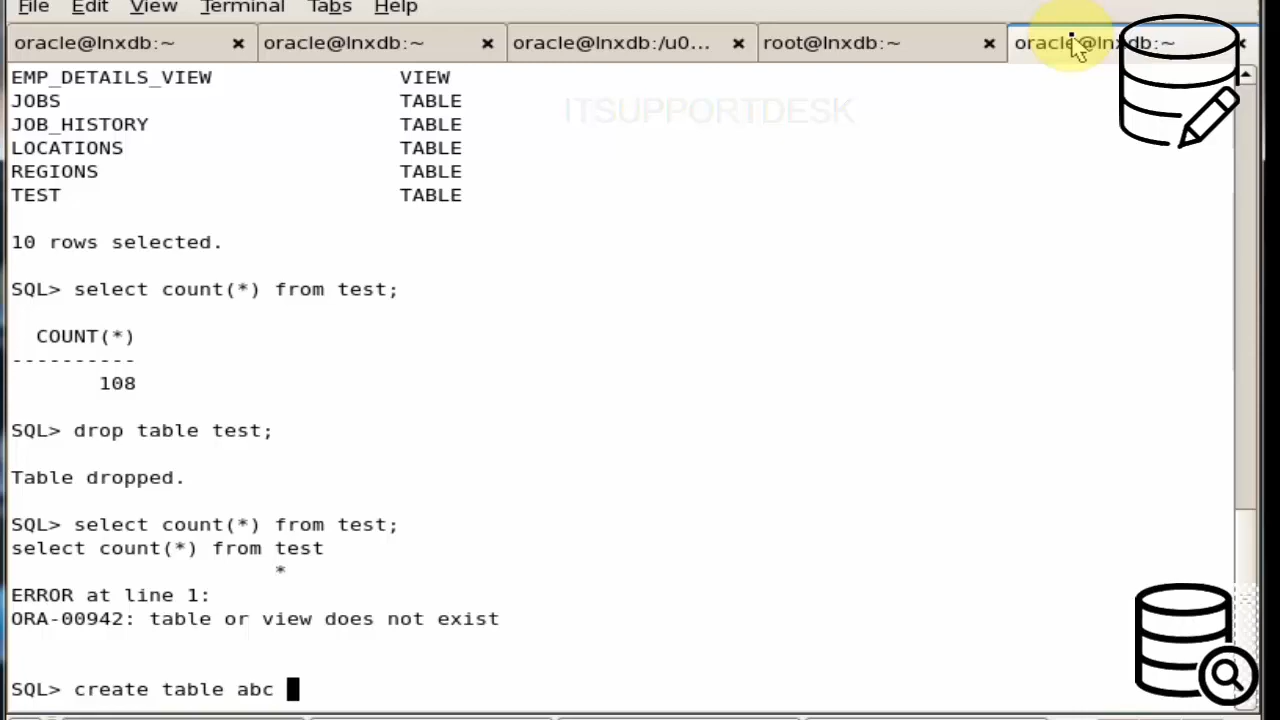 File Edit View Terminal Tabs Help
oracle@lnxdb:~ oracle@lnxdb:~ oracle@lnxdb:/u0... root@lnxdb:~ oracle@lnxdb:~
EMP_DETAILS_VIEW VIEW
ITSUPPORTDESK
JOBS TABLE
JOB_HISTORY TABLE
LOCATIONS TABLE
REGIONS TABLE
TEST TABLE
10 rows selected.
SQL> select count(*) from test;
COUNT(*)
----------
108
SQL> drop table test;
Table dropped.
SQL> select count(*) from test;
select count(*) from test
*
ERROR at line 1:
ORA-00942: table or view does not exist
SQL> create table abc